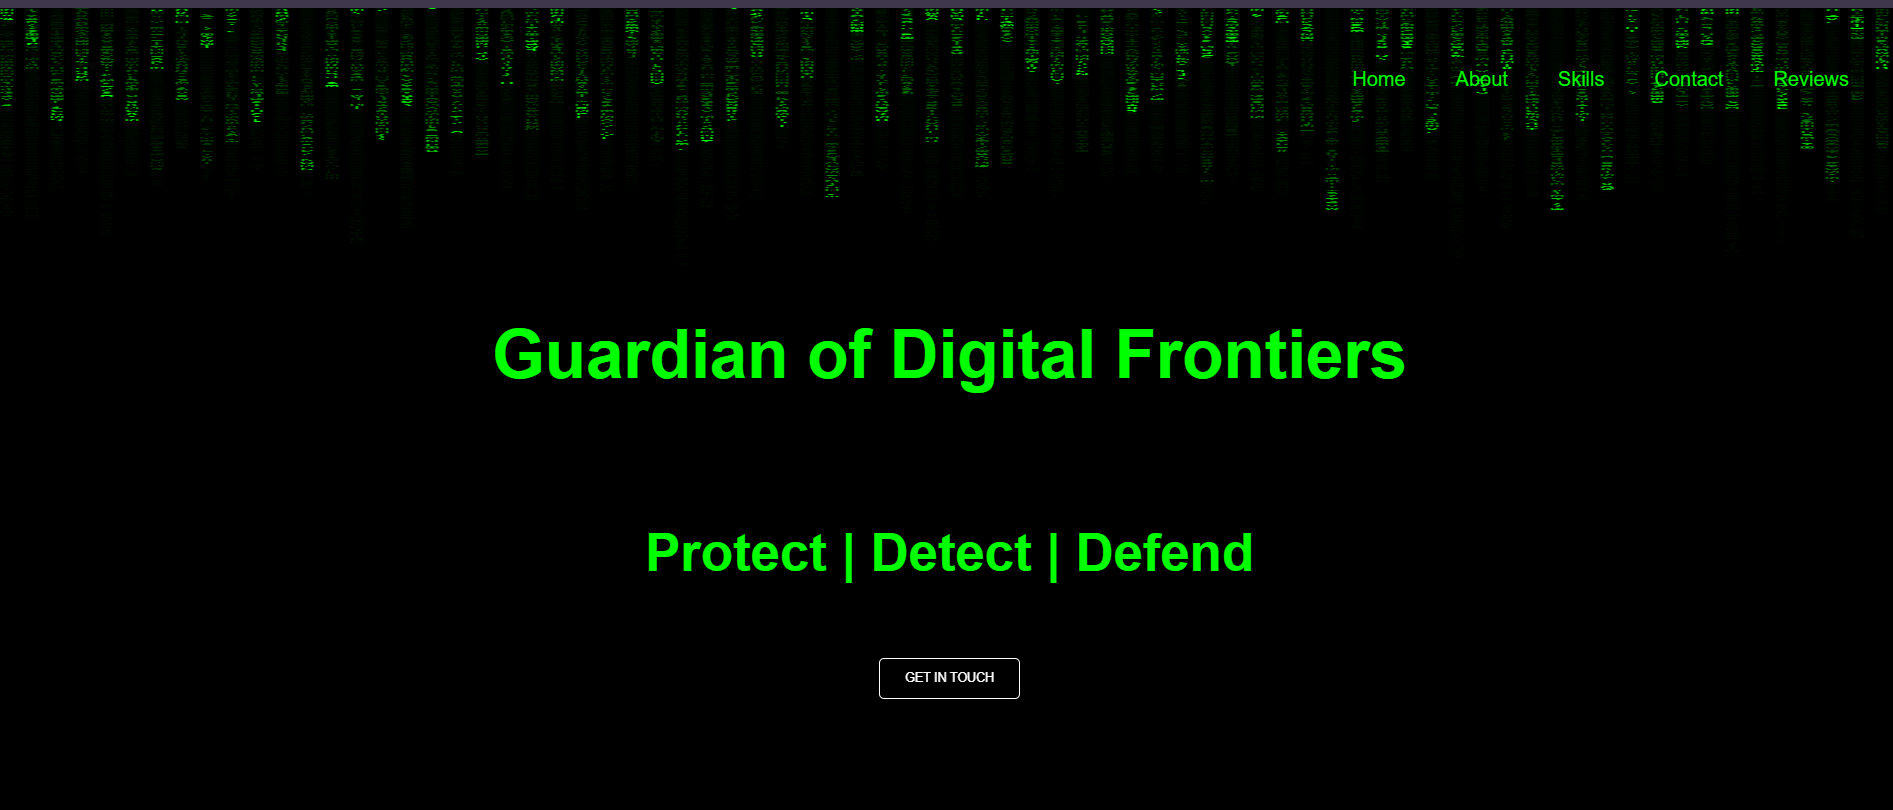 Home About Skills Contact Reviews
Guardian of Digital Frontiers
Protect | Detect | Defend
GET IN TOUCH